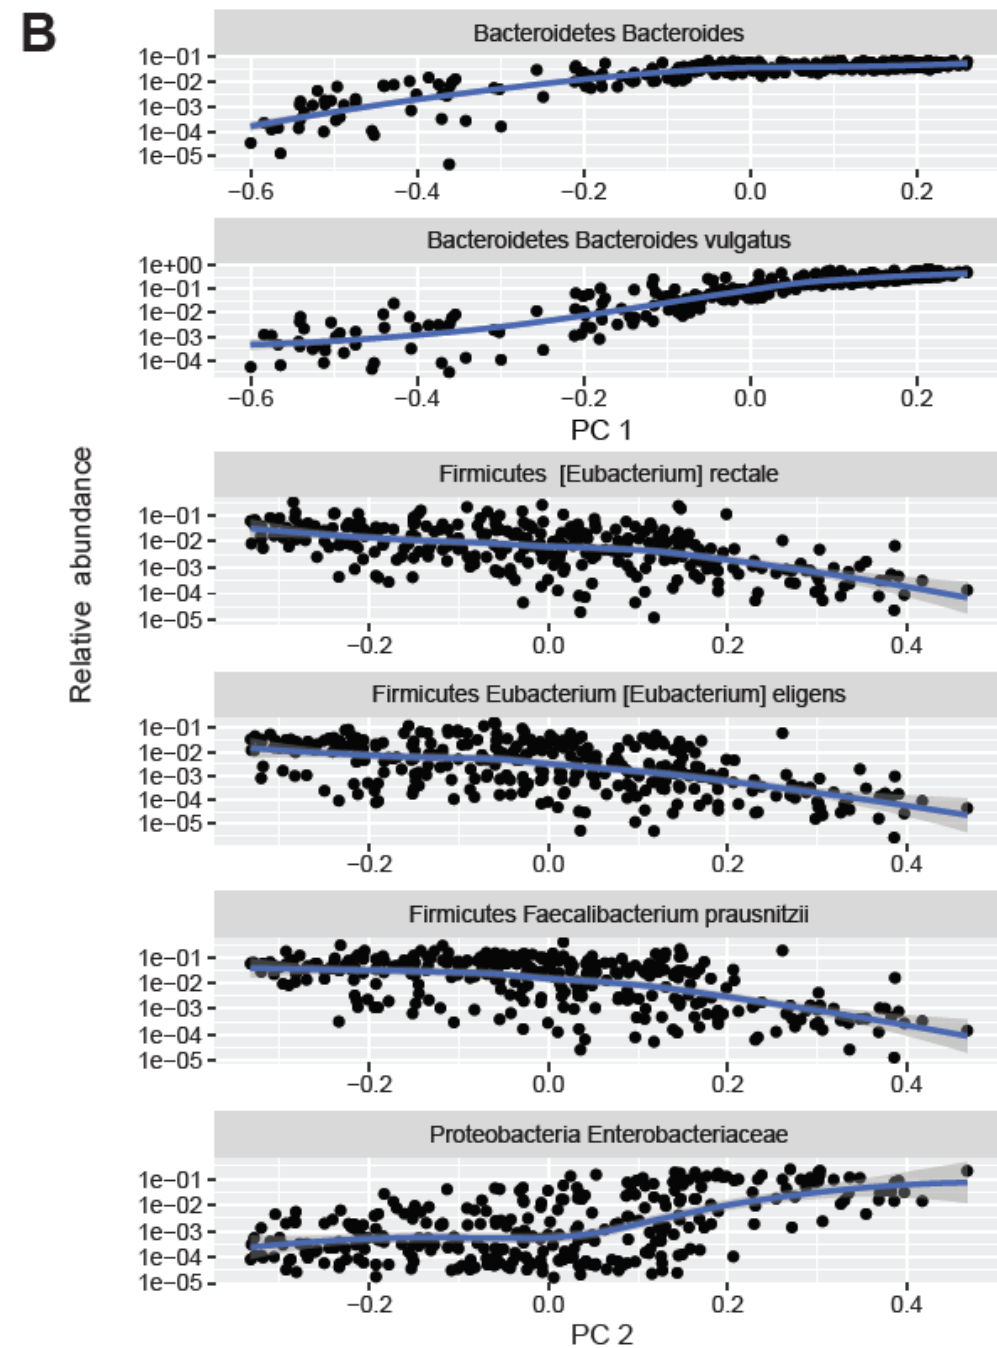 B
Bacteroidetes Bacteroides
1e−01
1e−02
1e−03
1e−04
1e−05
−0.6 −0.4 −0.2 0.0 0.2
Bacteroidetes Bacteroides vulgatus
1e+00
1e−01
1e−02
1e−03
1e−04
−0.6 −0.4 −0.2 0.0 0.2
PC 1
Relative abundance
Firmicutes [Eubacterium] rectale
1e−01
1e−02
1e−03
1e−04
1e−05
−0.2 0.0 0.2 0.4
Firmicutes Eubacterium [Eubacterium] eligens
1e−01
1e−02
1e−03
1e−04
1e−05
−0.2 0.0 0.2 0.4
Firmicutes Faecalibacterium prausnitzii
1e−01
1e−02
1e−03
1e−04
1e−05
−0.2 0.0 0.2 0.4
Proteobacteria Enterobacteriaceae
1e−01
1e−02
1e−03
1e−04
1e−05
−0.2 0.0 0.2 0.4
PC 2